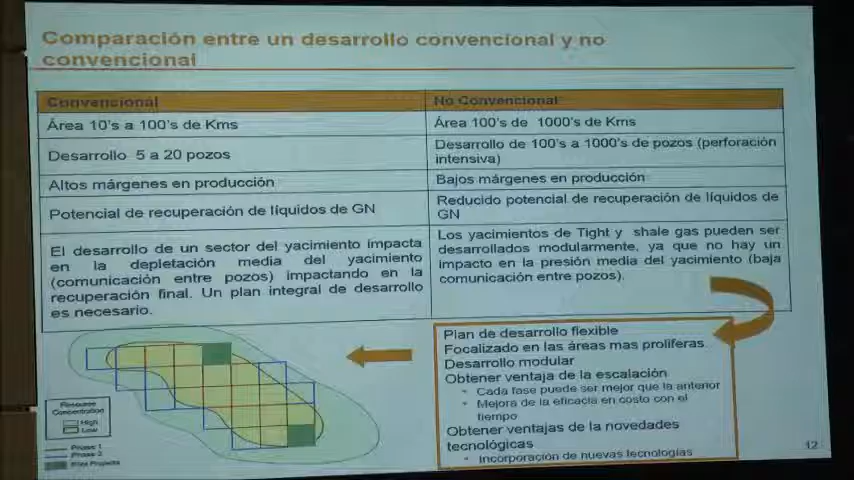 Comparación entre un desarrollo convencional y no
convencional
Convencional
No Convencional
Área 10's a 100's de Kms
Área 100's de 1000's de Kms
Desarrollo 5 a 20 pozos
Desarrollo de 100's a 1000's de pozos (perforación
intensiva)
Altos márgenes en producción
Bajos márgenes en producción
Potencial de recuperación de líquidos de GN
Reducido potencial de recuperación de líquidos de
GN
El desarrollo de un sector del yacimiento impacta
en la depletación media del yacimiento
(comunicación entre pozos) impactando en la
recuperación final. Un plan integral de desarrollo
es necesario.
Los yacimientos de Tight y shale gas pueden ser
desarrollados modularmente, ya que no hay un
impacto en la presión media del yacimiento (baja
comunicación entre pozos).
Plan de desarrollo flexible
Focalizado en las áreas mas prolíferas
Desarrollo modular
Obtener ventaja de la escalación
• Cada fase puede ser mejor que la anterior
• Mejora de la eficacia en costo con el
tiempo
Obtener ventajas de la novedades
tecnológicas
• Incorporación de nuevas tecnologías
Resource
Concentration
High
Low
Phase 1
Phase 2
Pilot Projects
12